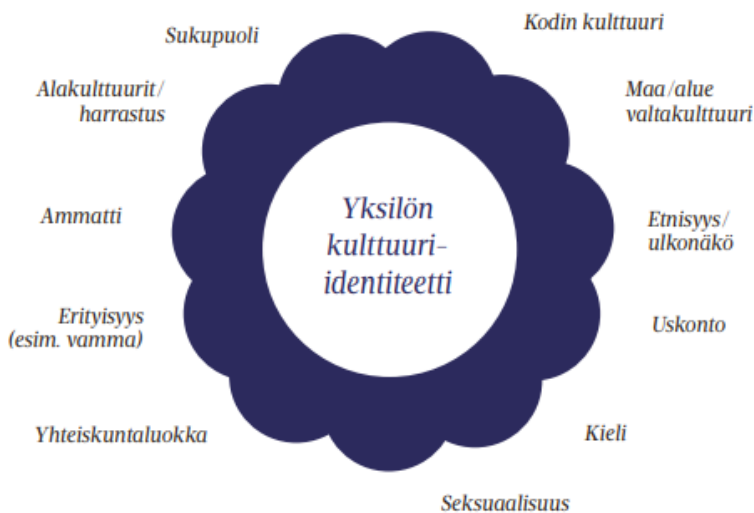 Sukupuoli
Kodin kulttuuri
Alakulttuurit/
harrastus
Maa/alue
valtakulttuuri
Ammatti
Yksilön
kulttuuri-
identiteetti
Etnisyys/
ulkonäkö
Erityisyys
(esim. vamma)
Uskonto
Yhteiskuntaluokka
Kieli
Seksuaalisuus